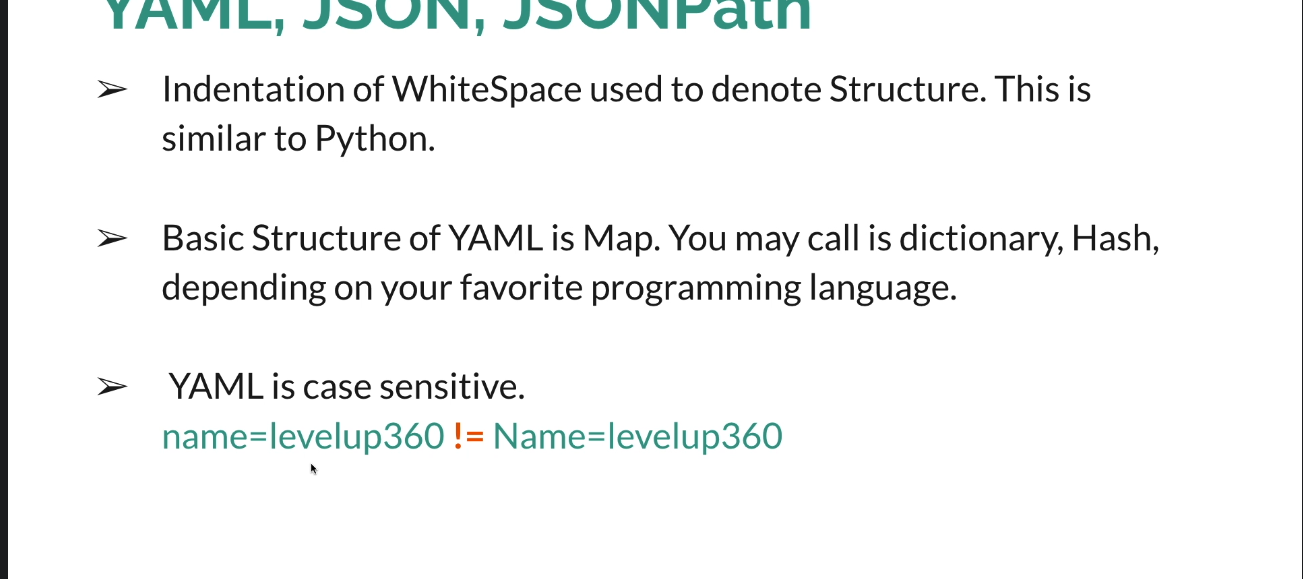 YAML, JSON, JSONPath
➢ Indentation of WhiteSpace used to denote Structure. This is
similar to Python.
➢ Basic Structure of YAML is Map. You may call is dictionary, Hash,
depending on your favorite programming language.
➢ YAML is case sensitive.
name=levelup360 != Name=levelup360